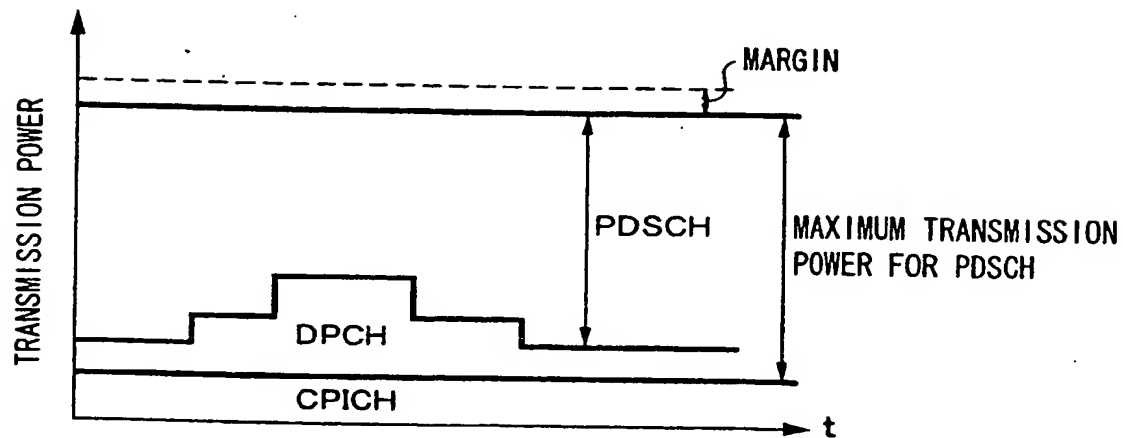 MARGIN
TRANSMISSION POWER
PDSCH
MAXIMUM TRANSMISSION
POWER FOR PDSCH
DPCH
CPICH
t